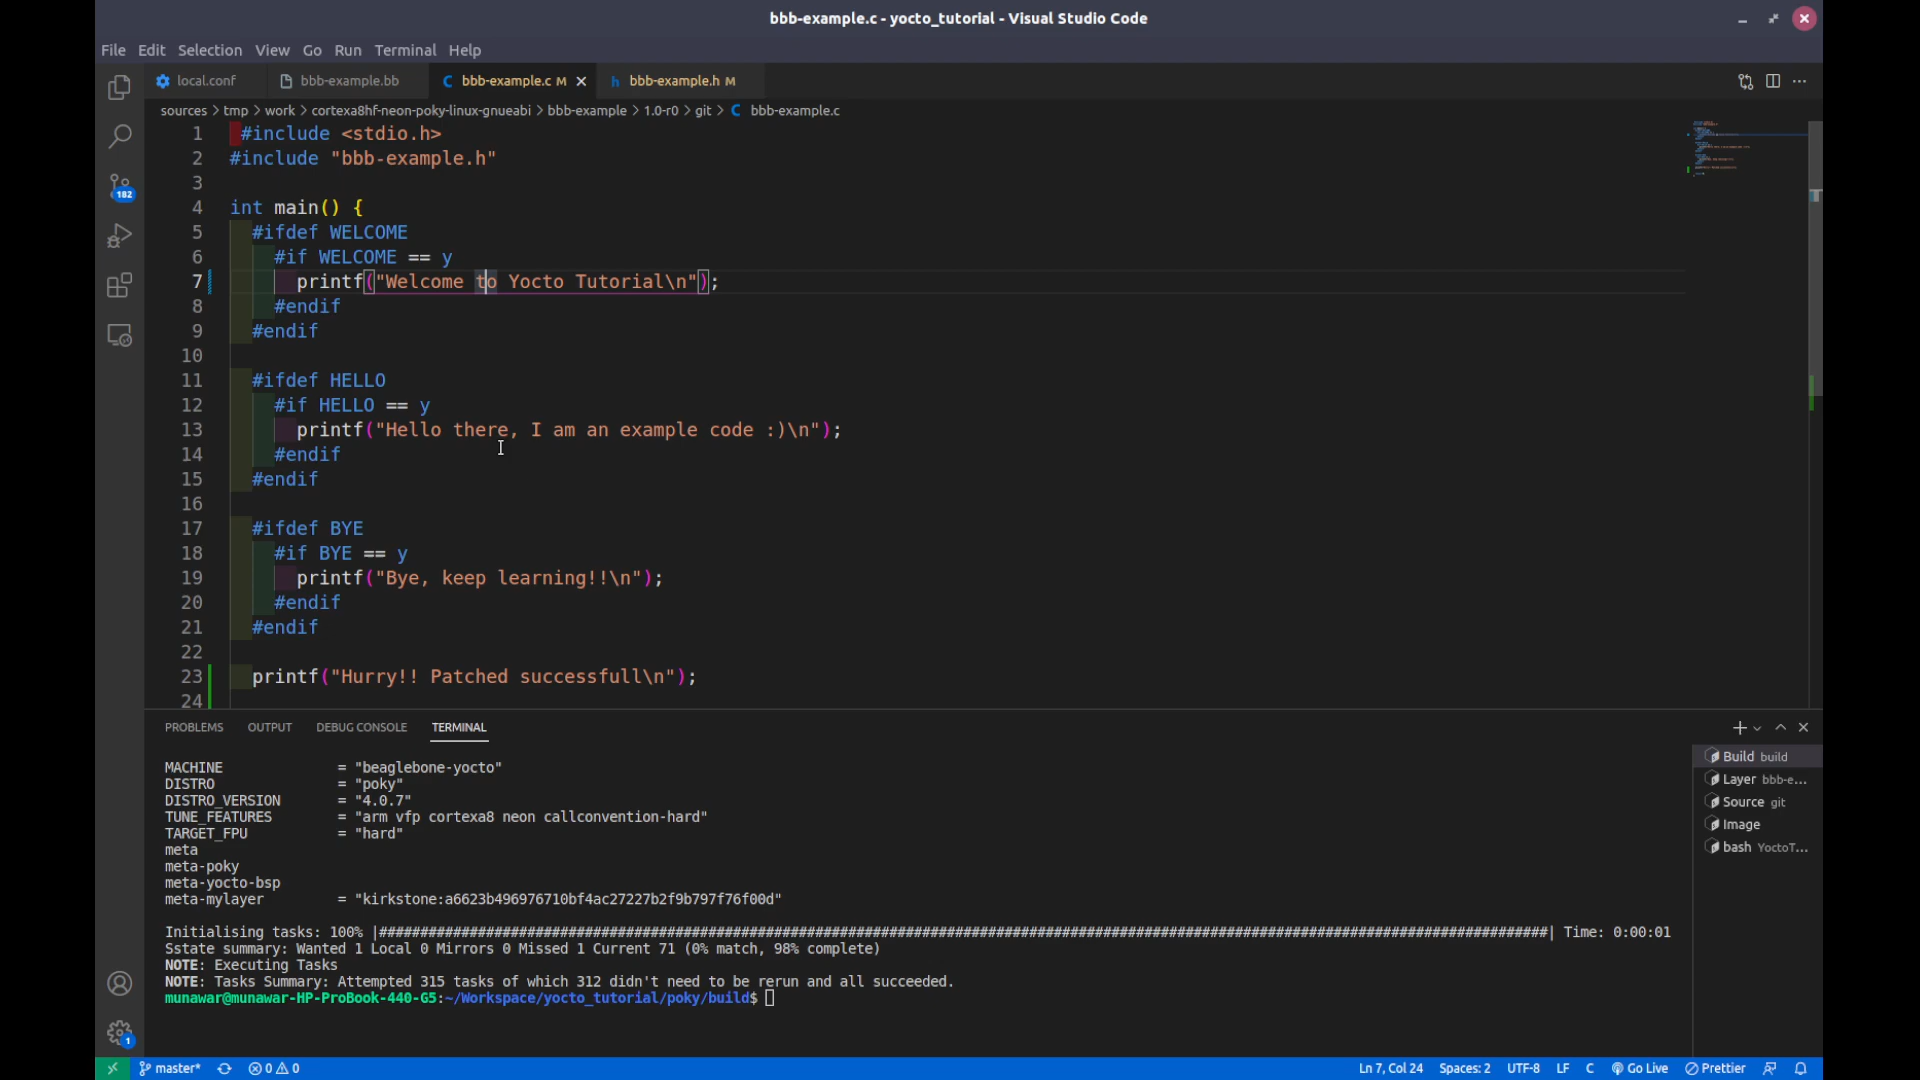 bbb-example.c - yocto_tutorial - Visual Studio Code
File Edit Selection View Go Run Terminal Help
local.conf bbb-example.bb C bbb-example.c M h bbb-example.h M
sources > tmp > work > cortexa8hf-neon-poky-linux-gnueabi > bbb-example > 1.0-r0 > git > C bbb-example.c
1 #include <stdio.h>
2 #include "bbb-example.h"
3
4 int main() {
5 #ifdef WELCOME
6 #if WELCOME == y
7 printf("Welcome to Yocto Tutorial\n");
8 #endif
9 #endif
10
11 #ifdef HELLO
12 #if HELLO == y
13 printf("Hello there, I am an example code :)\n");
14 #endif
15 #endif
16
17 #ifdef BYE
18 #if BYE == y
19 printf("Bye, keep learning!!\n");
20 #endif
21 #endif
22
23 printf("Hurry!! Patched successfull\n");
24
182
PROBLEMS OUTPUT DEBUG CONSOLE TERMINAL
MACHINE = "beaglebone-yocto"
DISTRO = "poky"
DISTRO_VERSION = "4.0.7"
TUNE_FEATURES = "arm vfp cortexa8 neon callconvention-hard"
TARGET_FPU = "hard"
meta
meta-poky
meta-yocto-bsp
meta-mylayer = "kirkstone:a6623b496976710bf4ac27227b2f9b797f76f00d"
Initialising tasks: 100% |##############################################################################################################################################| Time: 0:00:01
Sstate summary: Wanted 1 Local 0 Mirrors 0 Missed 1 Current 71 (0% match, 98% complete)
NOTE: Executing Tasks
NOTE: Tasks Summary: Attempted 315 tasks of which 312 didn't need to be rerun and all succeeded.
munawar@munawar-HP-ProBook-440-G5:~/Workspace/yocto_tutorial/poky/build$
Build build
Layer bbb-e...
Source git
Image
bash YoctoT...
1
master* 0 0 Ln 7, Col 24 Spaces: 2 UTF-8 LF C Go Live Prettier